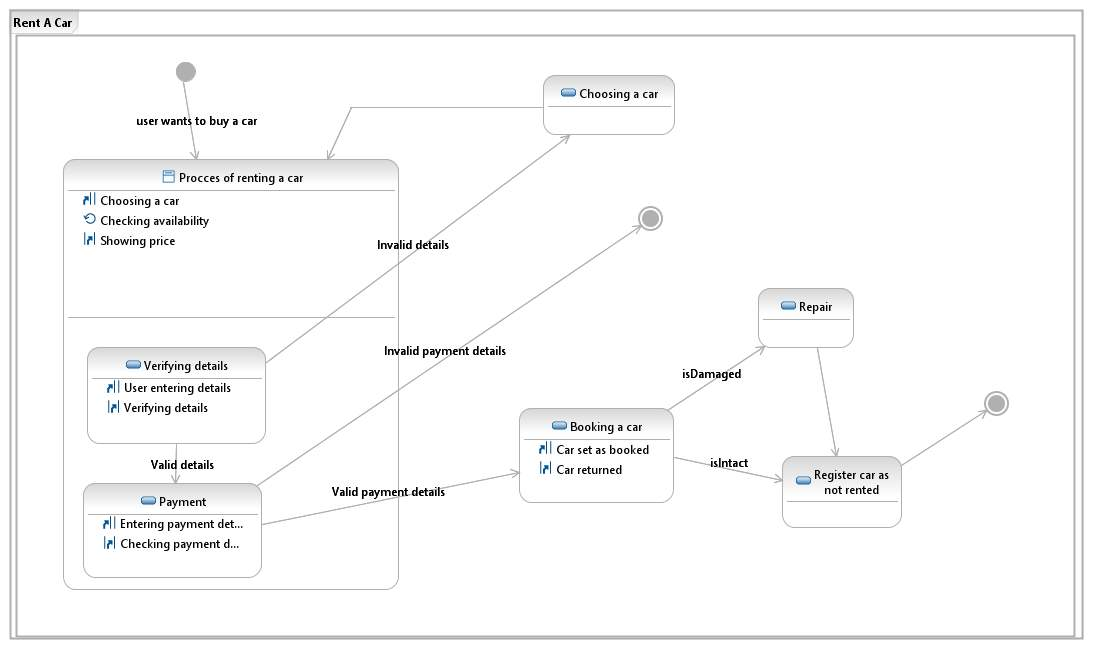 Rent A Car
user wants to buy a car
Choosing a car
Procces of renting a car
Choosing a car
Checking availability
Showing price
Invalid details
Invalid payment details
Verifying details
User entering details
Verifying details
Valid details
Payment
Entering payment det...
Checking payment d...
Valid payment details
Booking a car
Car set as booked
Car returned
isDamaged
isIntact
Repair
Register car as
not rented